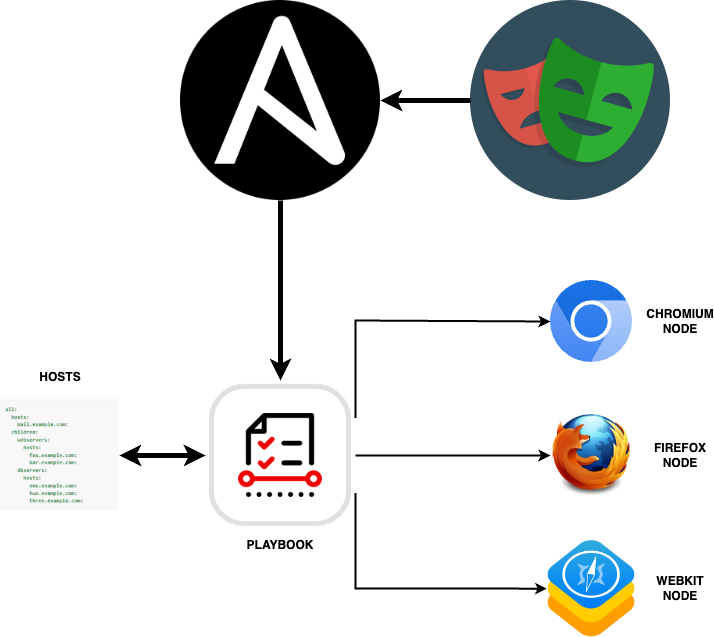 CHROMIUM
NODE
HOSTS
all:
hosts:
mail.example.com:
children:
webservers:
hosts:
foo.example.com:
bar.example.com:
dbservers:
hosts:
one.example.com:
two.example.com:
three.example.com:
FIREFOX
NODE
PLAYBOOK
WEBKIT
NODE